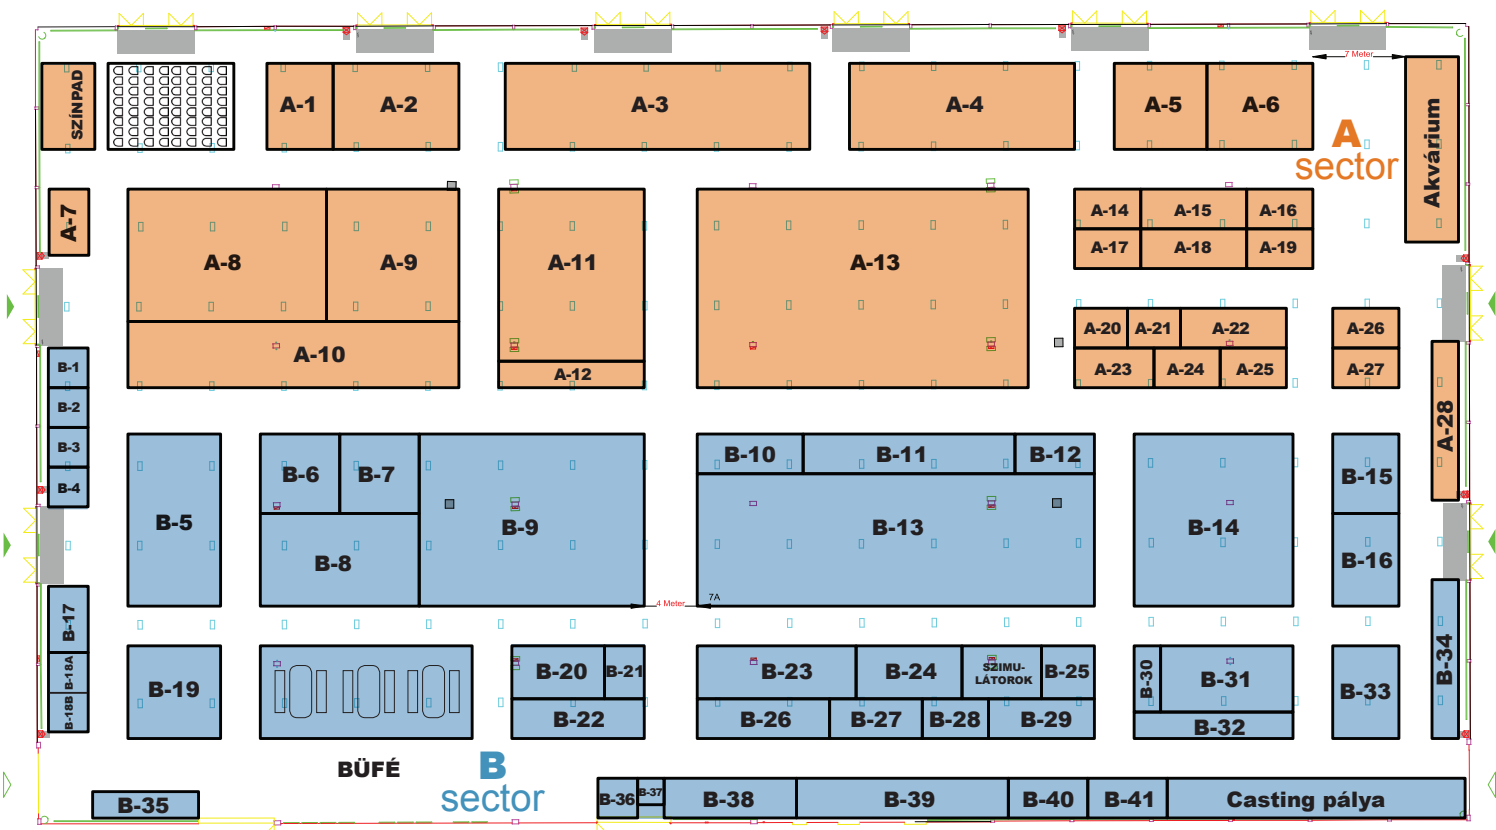 7 Meter
SZÍNPAD
A-1
A-2
A-3
A-4
A-5
A-6
A
sector
Akvárium
A-7
A-8
A-9
A-10
A-11
A-12
A-13
A-14
A-15
A-16
A-17
A-18
A-19
A-20
A-21
A-22
A-23
A-24
A-25
A-26
A-27
A-28
B-1
B-2
B-3
B-4
B-5
B-6
B-7
B-8
B-9
B-10
B-11
B-12
B-13
B-14
B-15
B-16
4 Meter
7A
B-17
B-18A
B-18B
B-19
B-20
B-21
B-22
B-23
B-24
SZIMU-
LÁTOROK
B-25
B-26
B-27
B-28
B-29
B-30
B-31
B-32
B-33
B-34
BÜFÉ
B
sector
B-35
B-36
B-37
B-38
B-39
B-40
B-41
Casting pálya